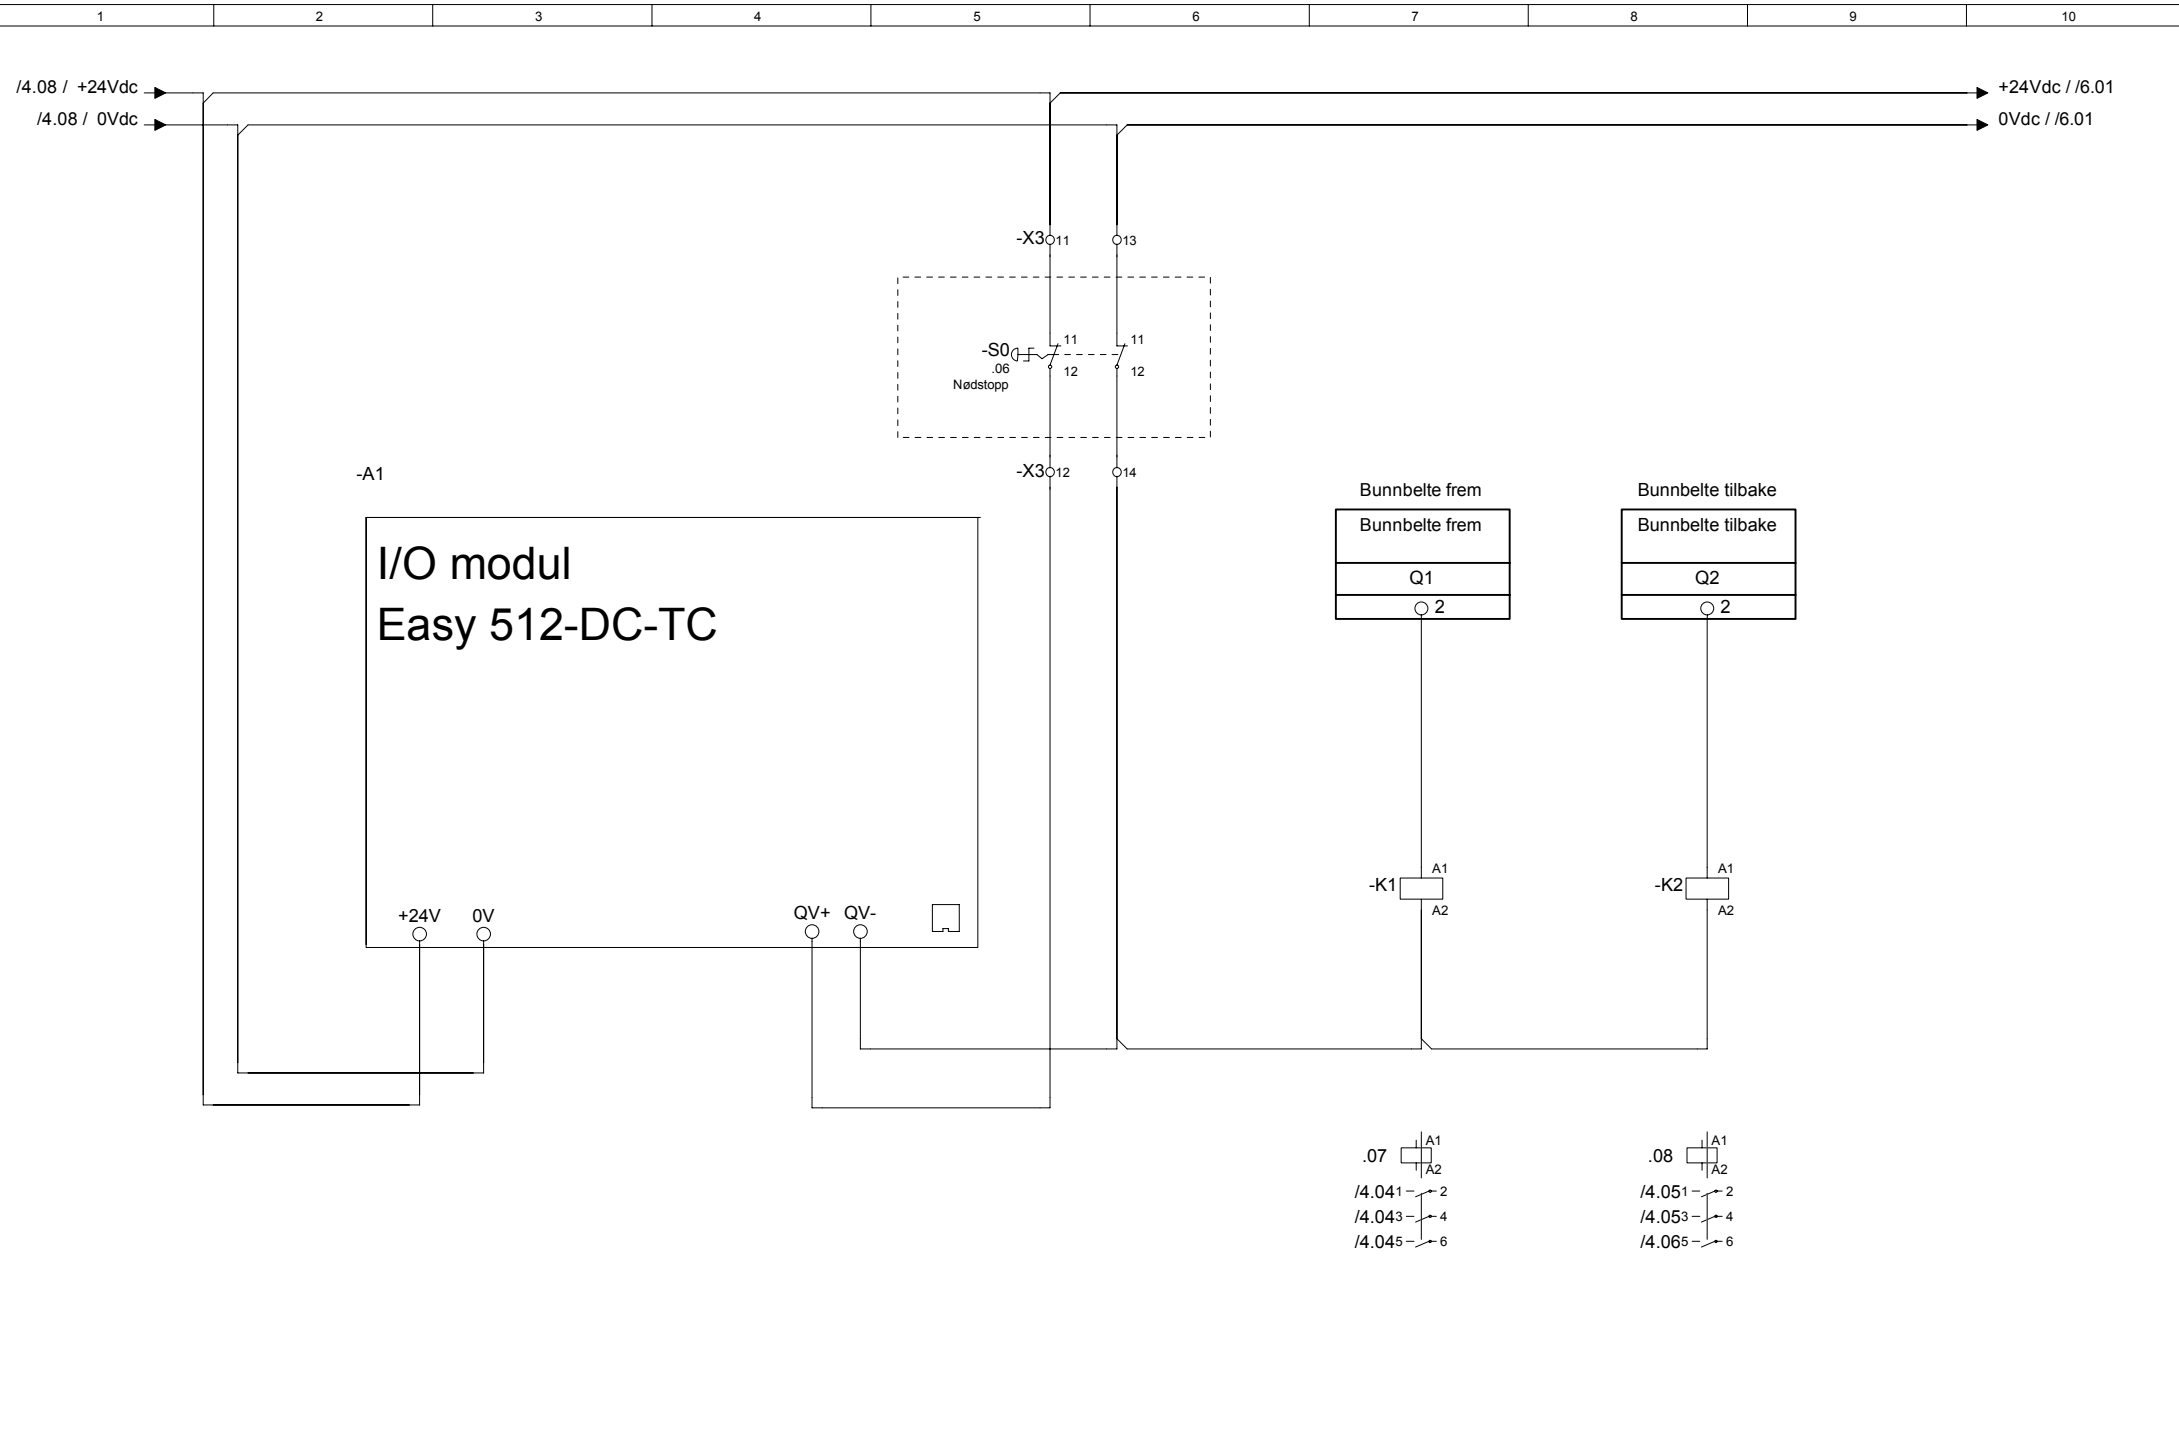 1 2 3 4 5 6 7 8 9 10
/4.08 / +24Vdc
+24Vdc / /6.01
/4.08 / 0Vdc
0Vdc / /6.01
-X3 11 13
11 11
-S0
.06
12 12
Nødstopp
-A1
-X3 12 14
Bunnbelte frem
Bunnbelte tilbake
Bunnbelte frem
Bunnbelte tilbake
I/O modul
Q1
Q2
2
2
Easy 512-DC-TC
A1
-K1
A2
A1
-K2
A2
+24V 0V QV+ QV-
A1
.07
A2
/4.04 1 2
/4.04 3 4
/4.04 5 6
A1
.08
A2
/4.05 1 2
/4.05 3 4
/4.06 5 6